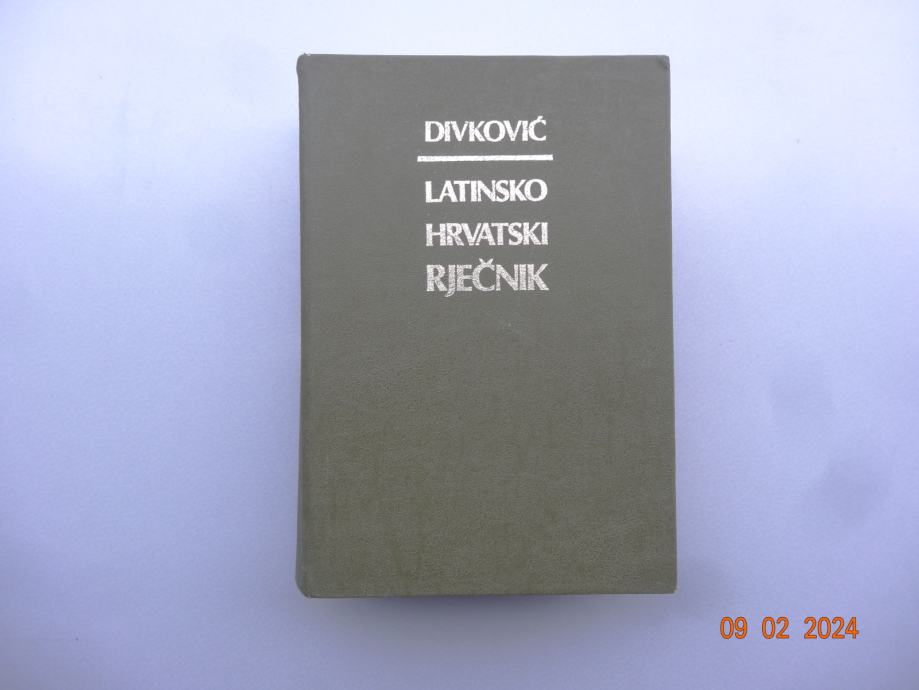 DIVKOVIĆ
LATINSKO
HRVATSKI
RJEČNIK
09 02 2024